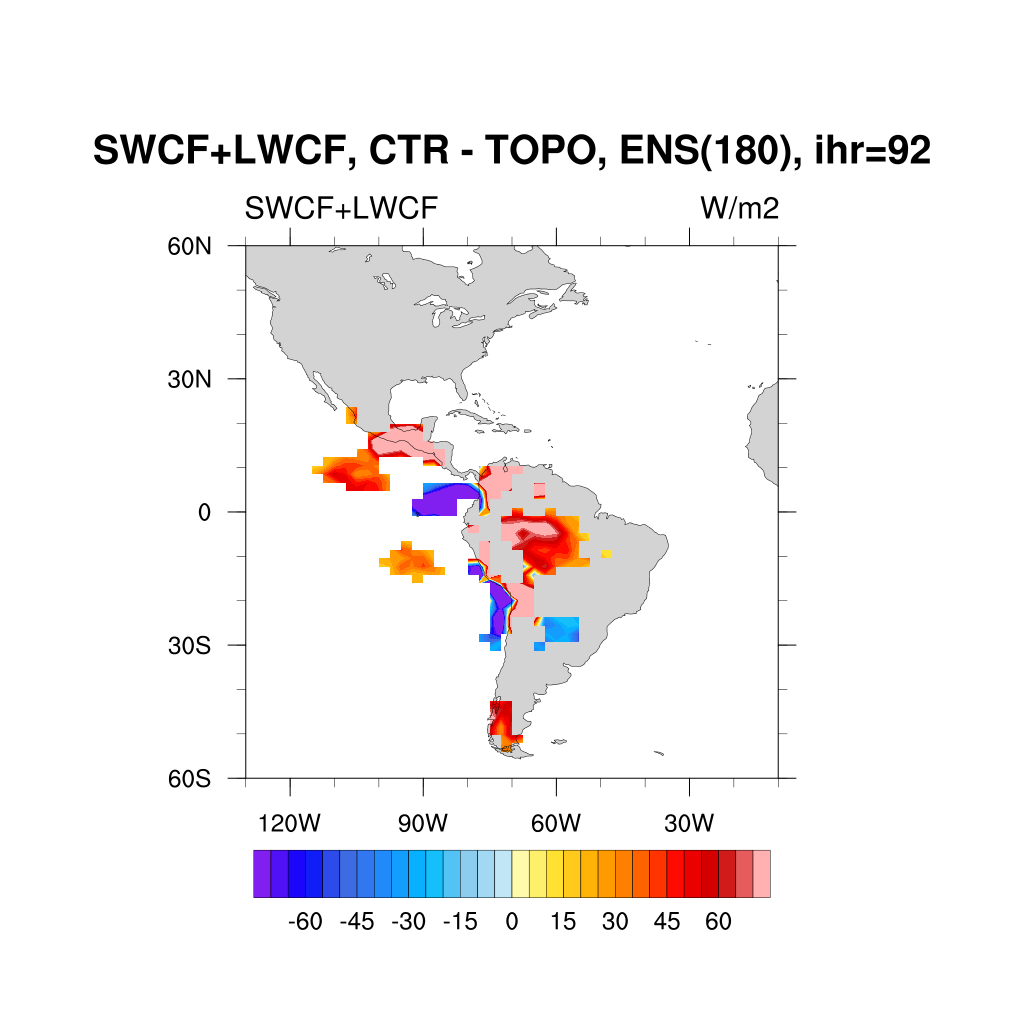 SWCF+LWCF, CTR - TOPO, ENS(180), ihr=92
SWCF+LWCF W/m2
60N
30N
0
30S
60S
120W 90W 60W 30W
-60 -45 -30 -15 0 15 30 45 60